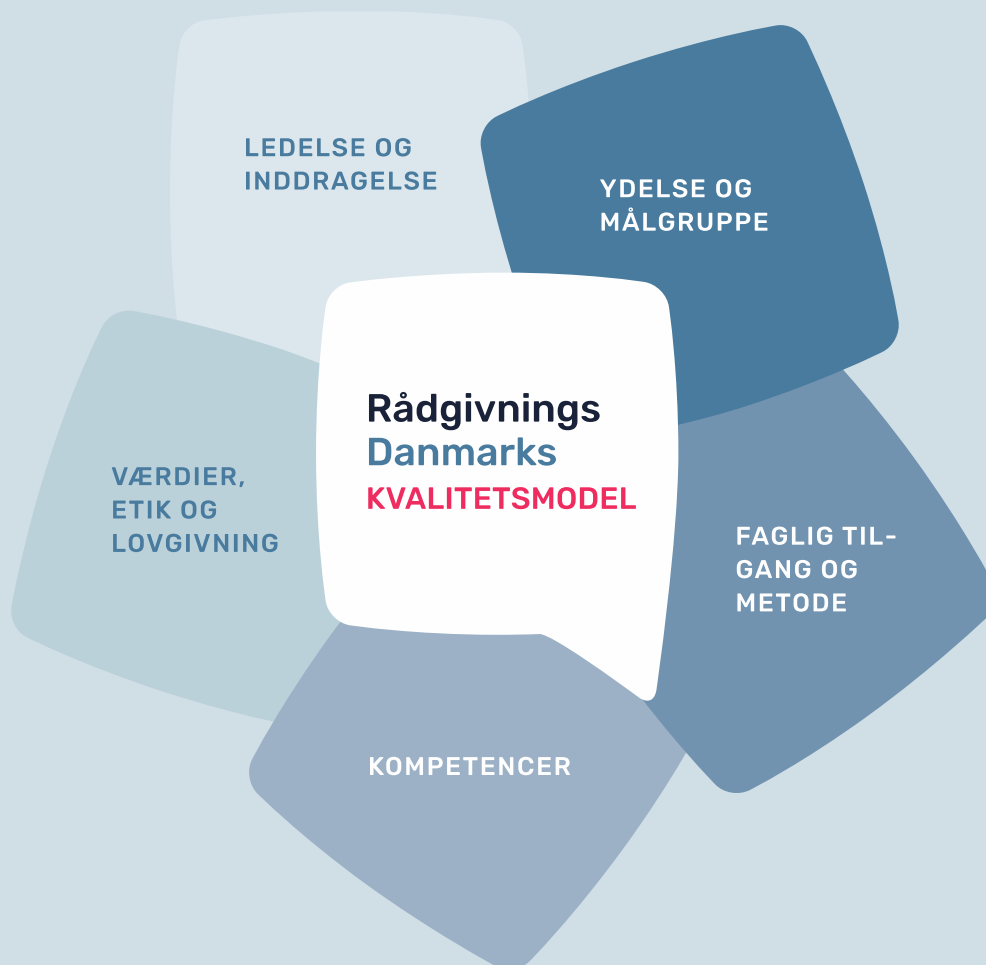 LEDELSE OG
INDDRAGELSE
YDELSE OG
MÅLGRUPPE
Rådgivnings
Danmarks
KVALITETSMODEL
VÆRDIER,
ETIK OG
LOVGIVNING
FAGLIG TIL-
GANG OG
METODE
KOMPETENCER